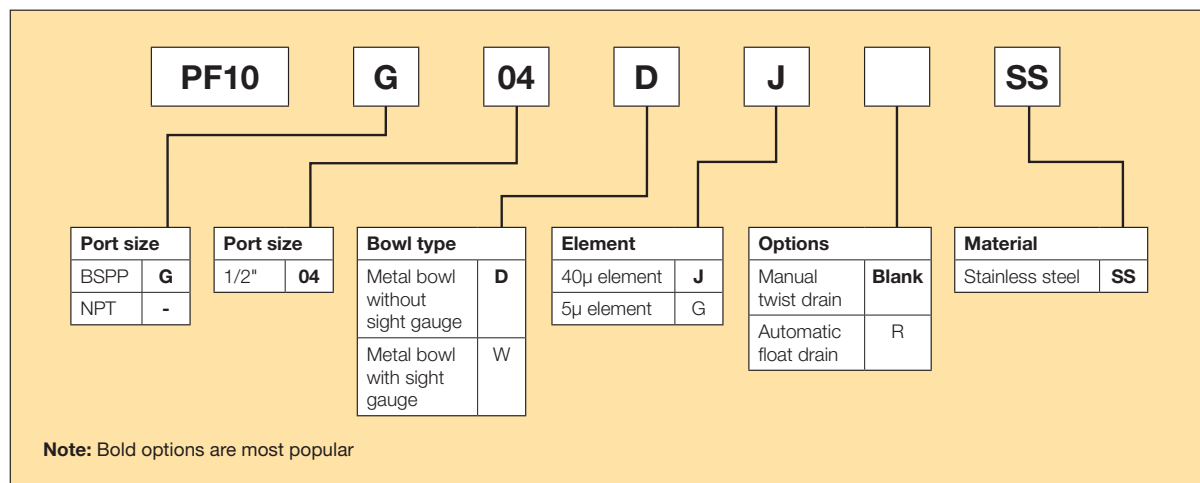 PF10 G 04 D J SS
Port size
BSPP G
NPT -
Port size
1/2" 04
Bowl type
Metal bowl D
without
sight gauge
Metal bowl W
with sight
gauge
Element
40µ element J
5µ element G
Options
Manual Blank
twist drain
Automatic R
float drain
Material
Stainless steel SS
Note: Bold options are most popular